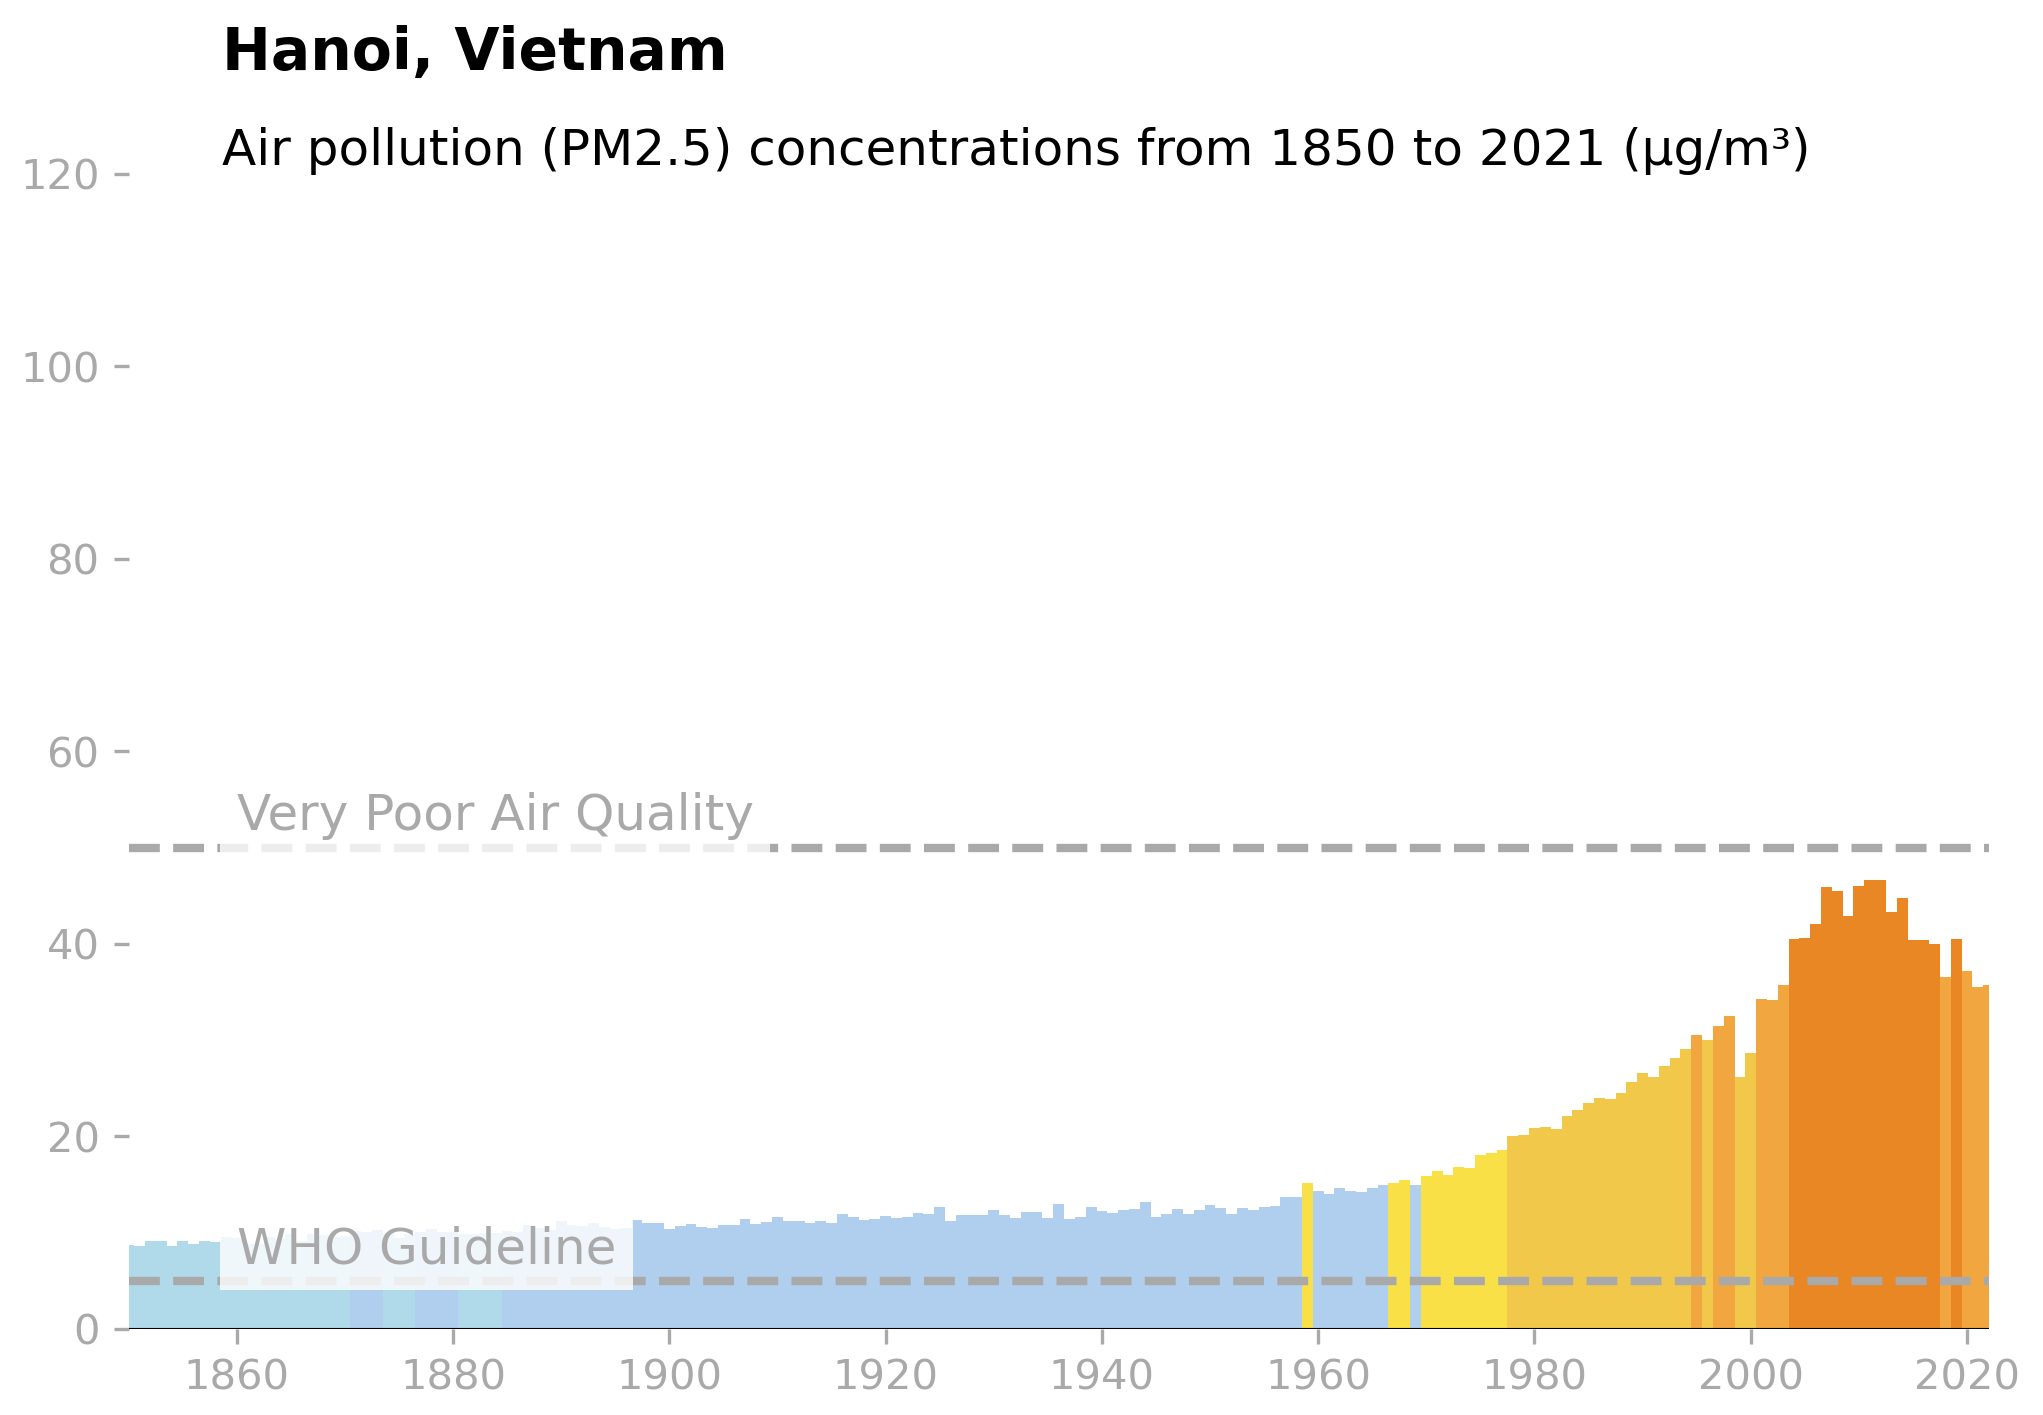 Hanoi, Vietnam
Air pollution (PM2.5) concentrations from 1850 to 2021 (µg/m³)
120
100
80
60
Very Poor Air Quality
40
20
WHO Guideline
0
1860 1880 1900 1920 1940 1960 1980 2000 2020